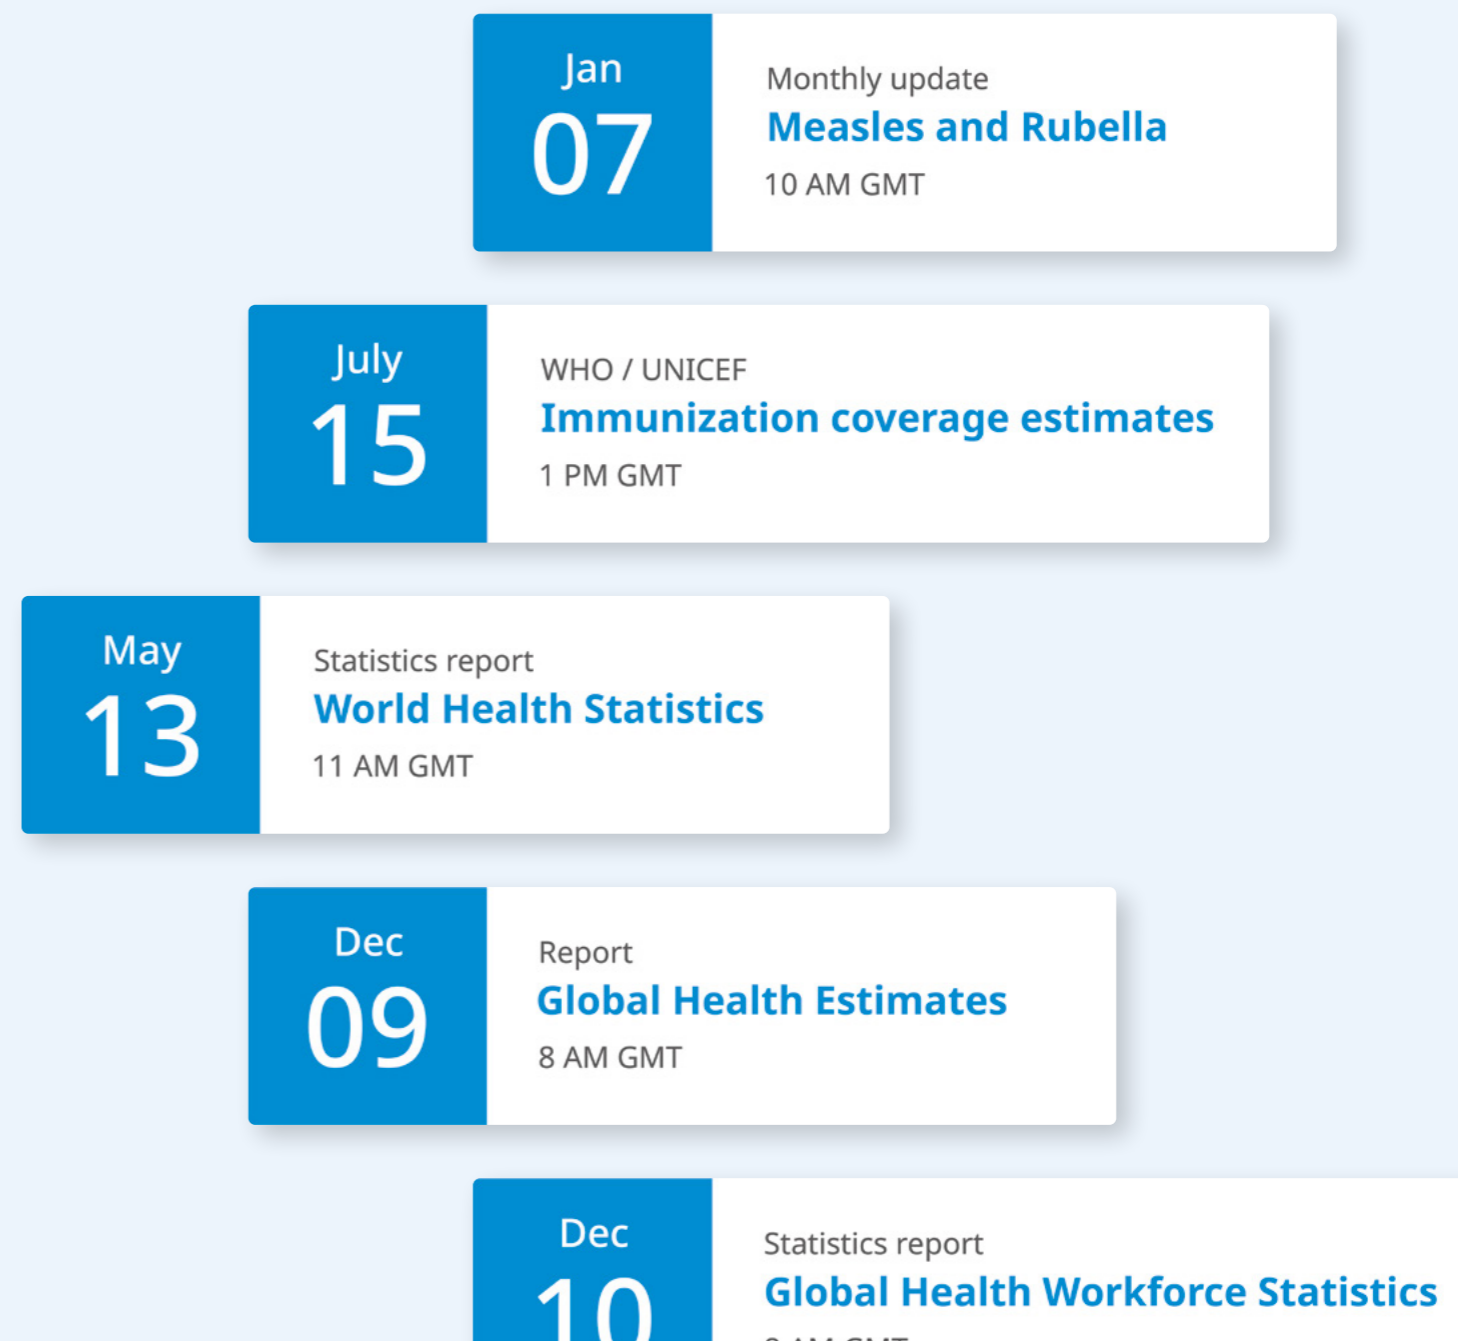 Jan
07
Monthly update
Measles and Rubella
10 AM GMT
July
15
WHO / UNICEF
Immunization coverage estimates
1 PM GMT
May
13
Statistics report
World Health Statistics
11 AM GMT
Dec
09
Report
Global Health Estimates
8 AM GMT
Dec
10
Statistics report
Global Health Workforce Statistics
AM GMT